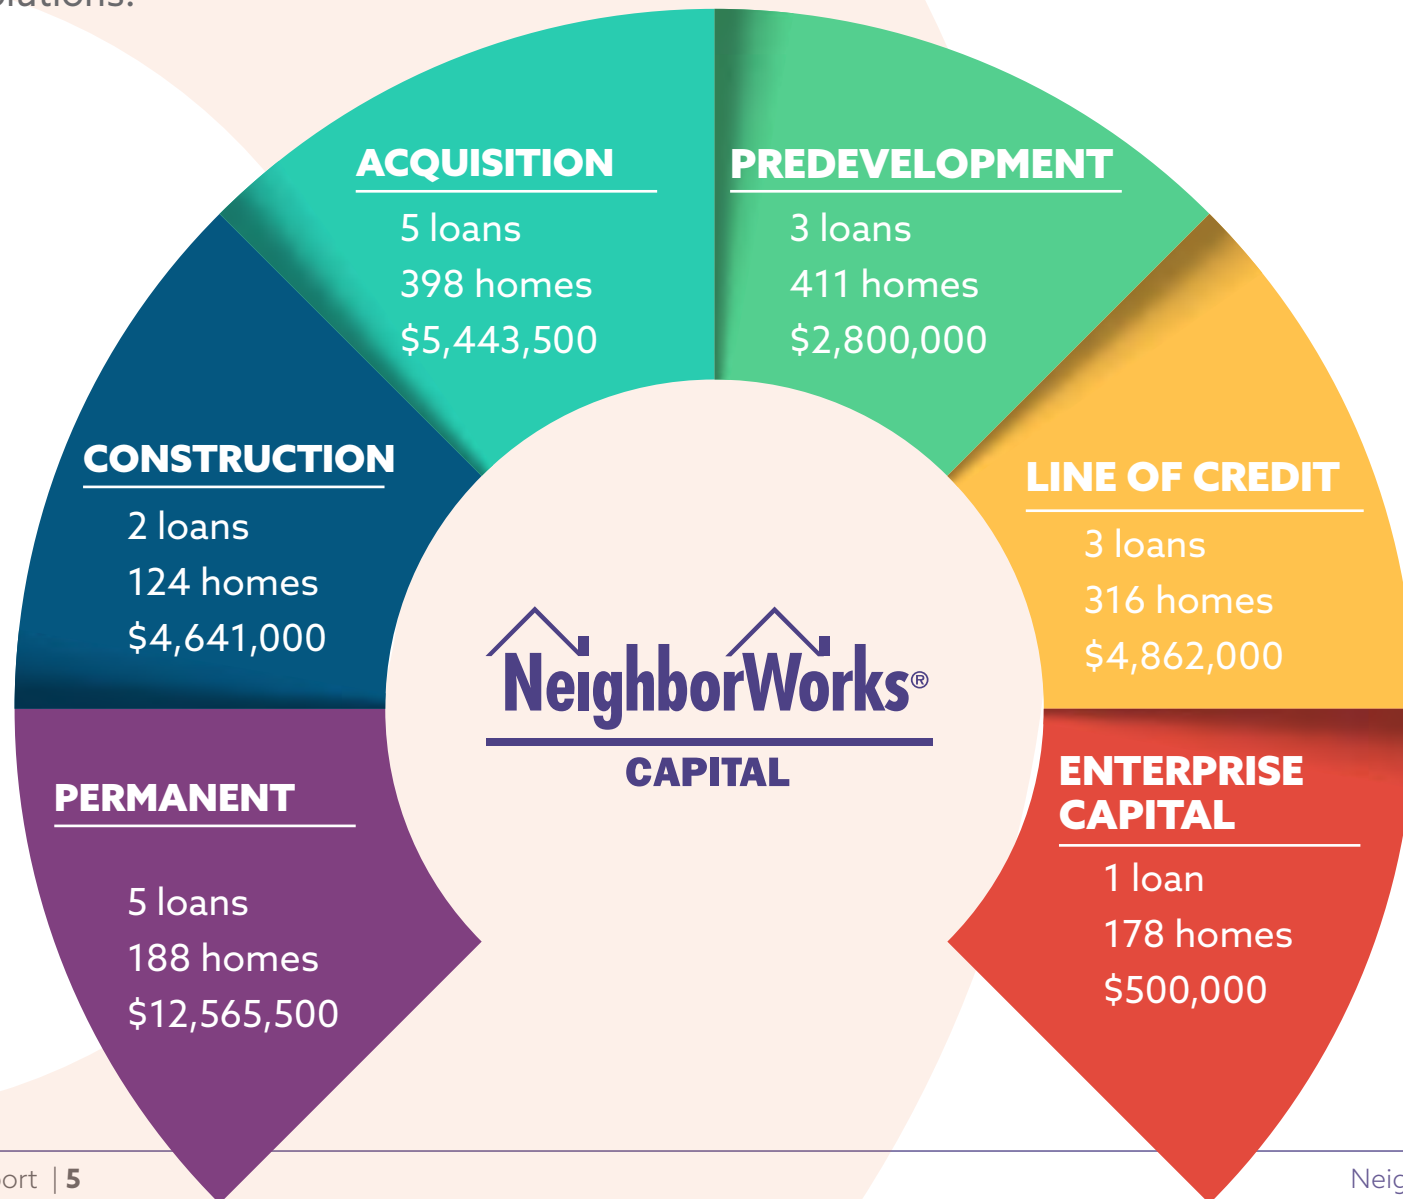 ACQUISITION
5 loans
398 homes
$5,443,500
PREDEVELOPMENT
3 loans
411 homes
$2,800,000
CONSTRUCTION
2 loans
124 homes
$4,641,000
LINE OF CREDIT
3 loans
316 homes
$4,862,000
NeighborWorks®
CAPITAL
PERMANENT
5 loans
188 homes
$12,565,500
ENTERPRISE
CAPITAL
1 loan
178 homes
$500,000
| 5